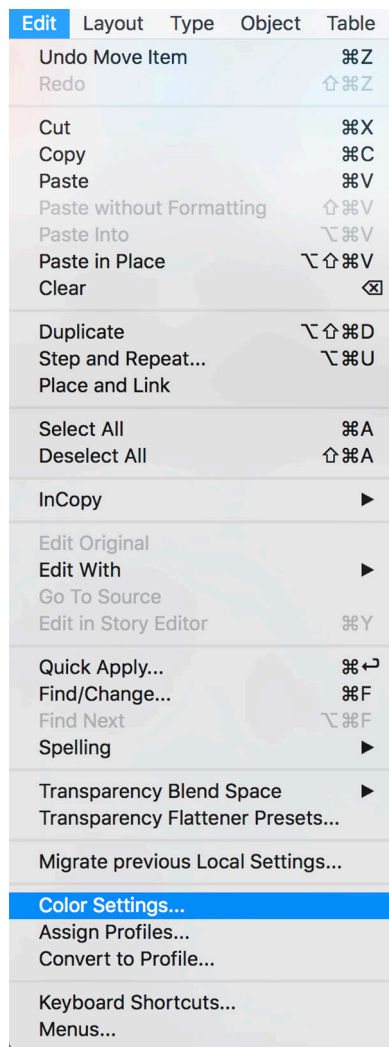 Edit Layout Type Object Table
Undo Move Item ⌘Z
Redo ⇧⌘Z
Cut ⌘X
Copy ⌘C
Paste ⌘V
Paste without Formatting ⇧⌘V
Paste Into ⌥⌘V
Paste in Place ⌥⇧⌘V
Clear ⌫
Duplicate ⌥⇧⌘D
Step and Repeat... ⌥⌘U
Place and Link
Select All ⌘A
Deselect All ⇧⌘A
InCopy ▶
Edit Original
Edit With ▶
Go To Source
Edit in Story Editor ⌘Y
Quick Apply... ⌘↩
Find/Change... ⌘F
Find Next ⌥⌘F
Spelling ▶
Transparency Blend Space ▶
Transparency Flattener Presets...
Migrate previous Local Settings...
Color Settings...
Assign Profiles...
Convert to Profile...
Keyboard Shortcuts...
Menus...